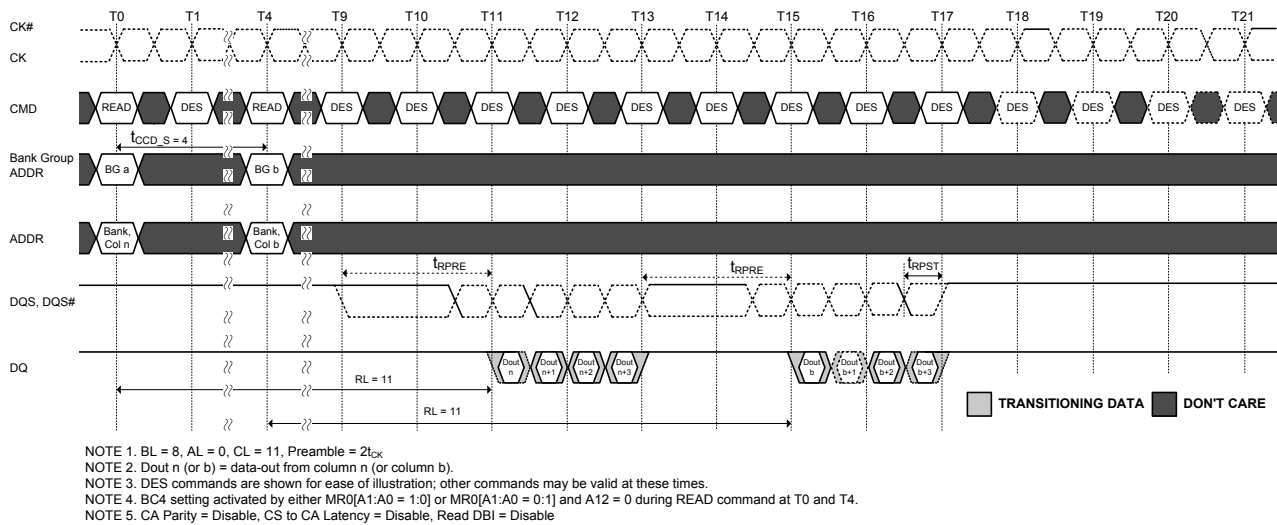 T0 T1 T4 T9 T10 T11 T12 T13 T14 T15 T16 T17 T18 T19 T20 T21
CK#
CK
CMD READ DES READ DES DES DES DES DES DES DES DES DES DES DES DES DES
tCCD_S = 4
Bank Group
ADDR
BG a BG b
ADDR
Bank,
Col n
Bank,
Col b
tRPRE tRPRE tRPST
DQS, DQS#
DQ
Dout
n
Dout
n+1
Dout
n+2
Dout
n+3
Dout
b
Dout
b+1
Dout
b+2
Dout
b+3
RL = 11
RL = 11
TRANSITIONING DATA DON'T CARE
NOTE 1. BL = 8, AL = 0, CL = 11, Preamble = 2tCK
NOTE 2. Dout n (or b) = data-out from column n (or column b).
NOTE 3. DES commands are shown for ease of illustration; other commands may be valid at these times.
NOTE 4. BC4 setting activated by either MR0[A1:A0 = 1:0] or MR0[A1:A0 = 0:1] and A12 = 0 during READ command at T0 and T4.
NOTE 5. CA Parity = Disable, CS to CA Latency = Disable, Read DBI = Disable